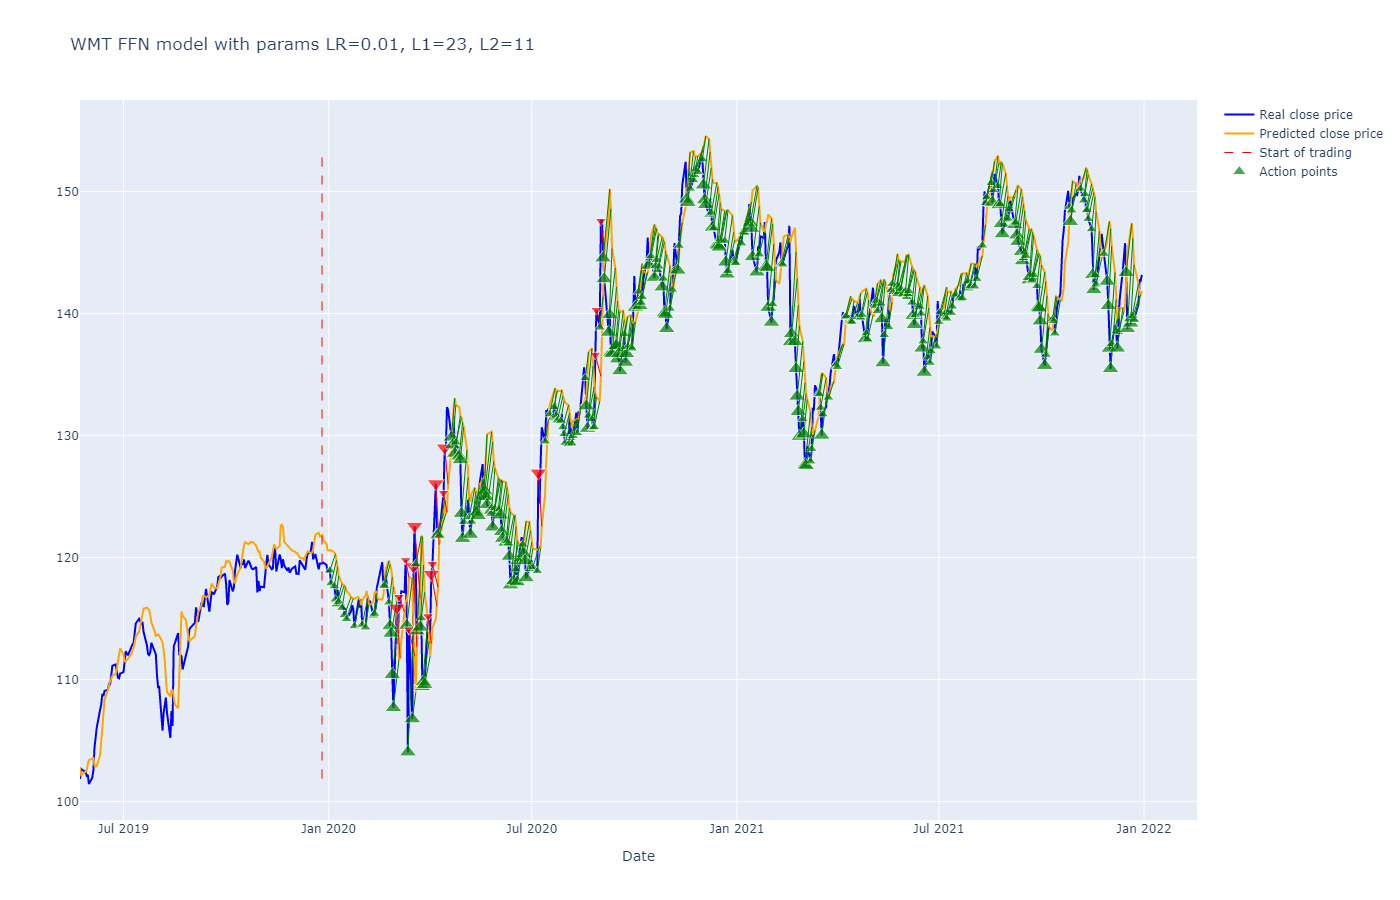 WMT FFN model with params LR=0.01, L1=23, L2=11
Real close price
Predicted close price
Start of trading
Action points
150
140
130
120
110
100
Jul 2019 Jan 2020 Jul 2020 Jan 2021 Jul 2021 Jan 2022
Date